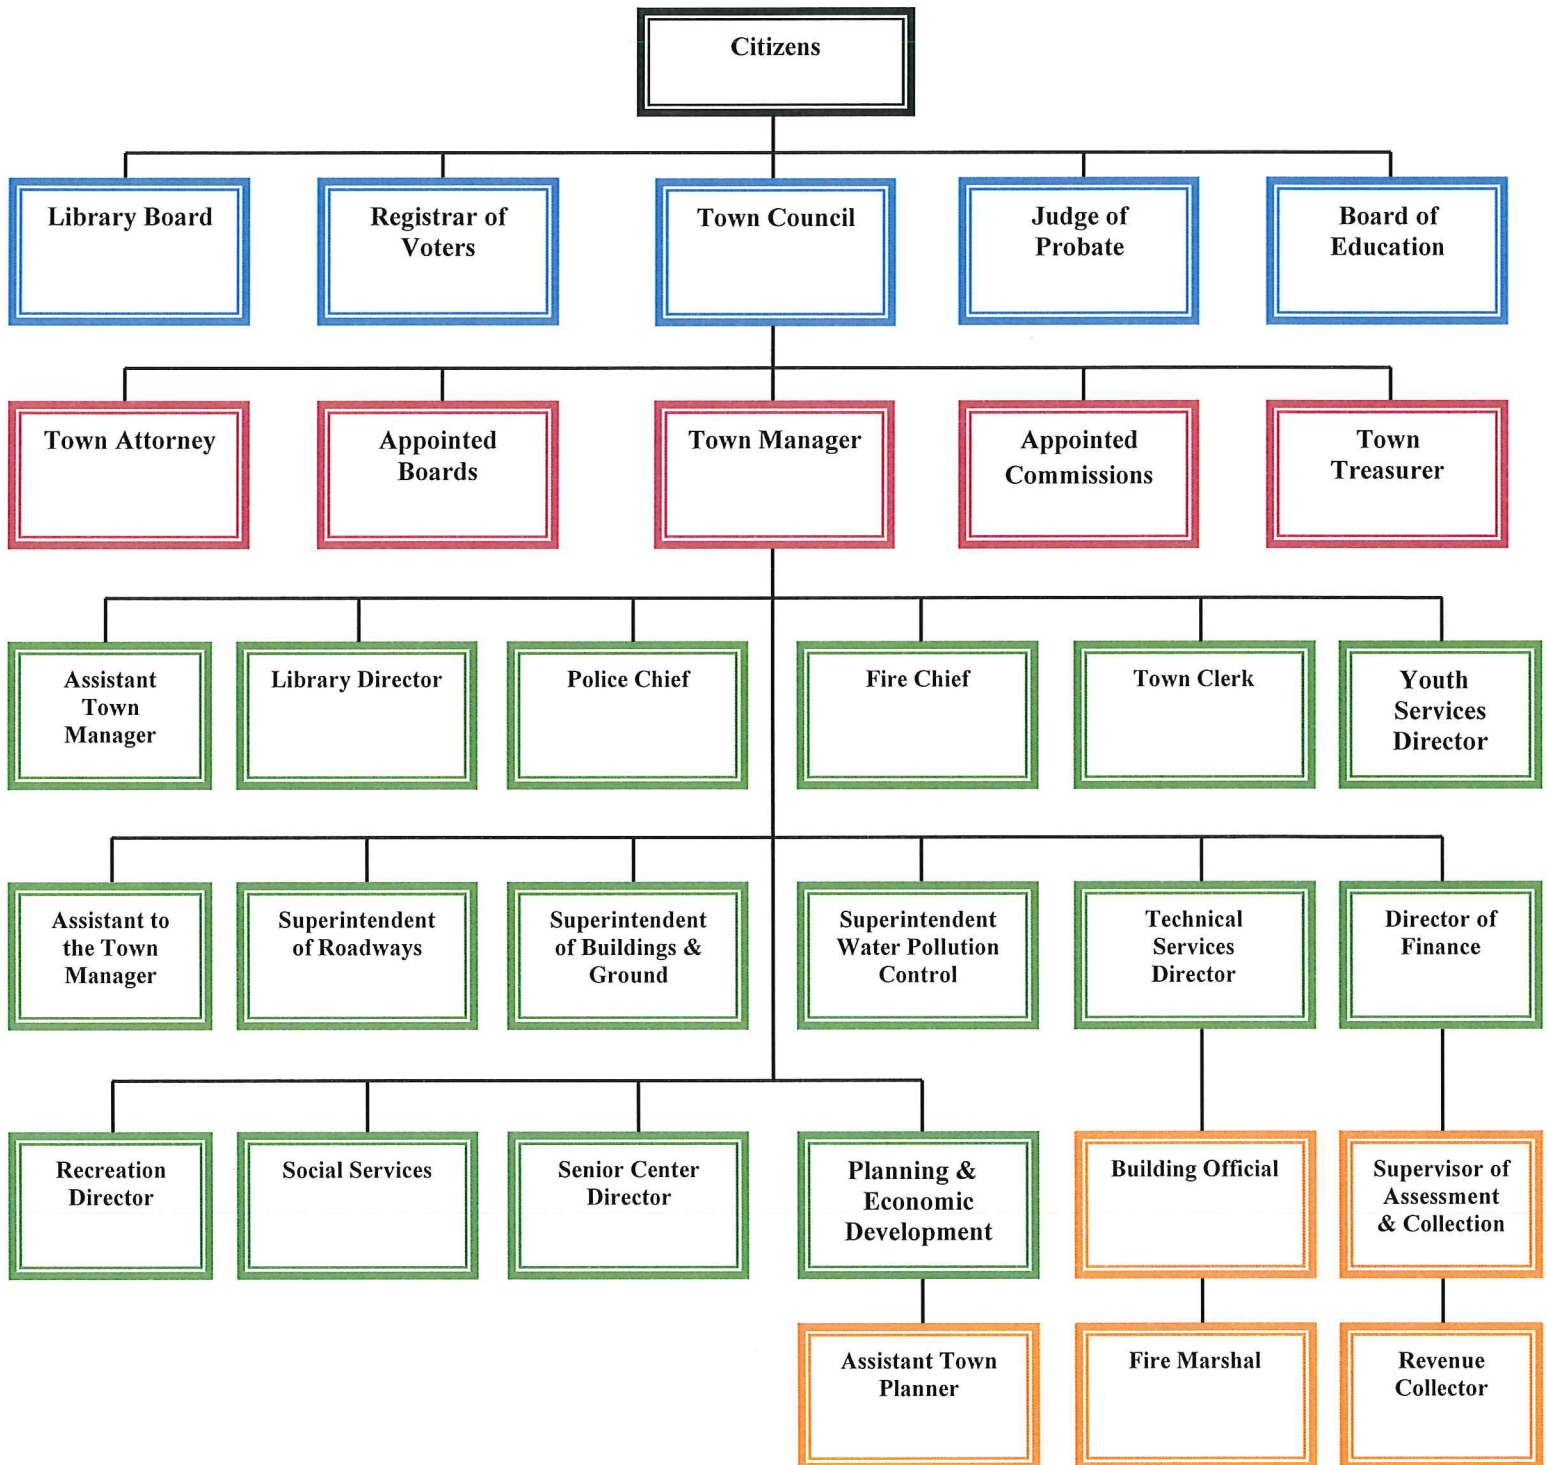 Citizens
Library Board
Registrar of
Voters
Town Council
Judge of
Probate
Board of
Education
Town Attorney
Appointed
Boards
Town Manager
Appointed
Commissions
Town
Treasurer
Assistant
Town
Manager
Library Director
Police Chief
Fire Chief
Town Clerk
Youth
Services
Director
Assistant to
the Town
Manager
Superintendent
of Roadways
Superintendent
of Buildings &
Ground
Superintendent
Water Pollution
Control
Technical
Services
Director
Director of
Finance
Recreation
Director
Social Services
Senior Center
Director
Planning &
Economic
Development
Building Official
Supervisor of
Assessment
& Collection
Assistant Town
Planner
Fire Marshal
Revenue
Collector